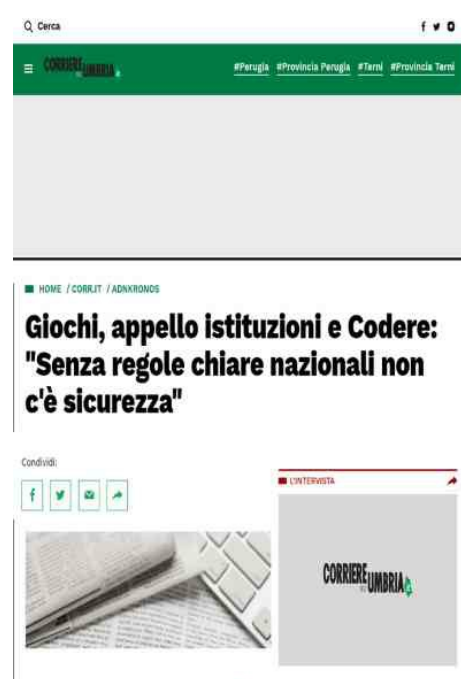 Cerca
CORRIERE UMBRIA
#Perugia #Provincia Perugia #Terni #Provincia Terni
HOME / CORR.IT / ADNKRONOS
Giochi, appello istituzioni e Codere:
"Senza regole chiare nazionali non
c'è sicurezza"
Condividi:
L'INTERVISTA
CORRIERE UMBRIA